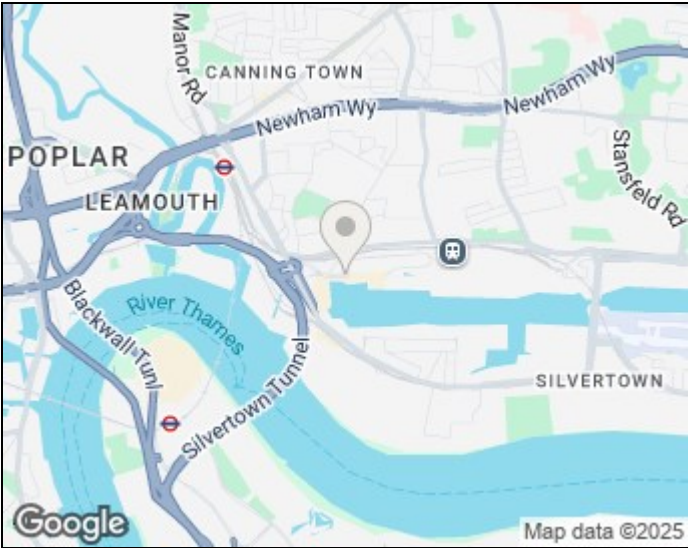 Manor Rd
CANNING TOWN
Newham Wy
Newham Wy
POPLAR
Stansfeld Rd
LEAMOUTH
River Thames
Blackwall Tunl
Silvertown Tunnel
SILVERTOWN
Google
Map data ©2025